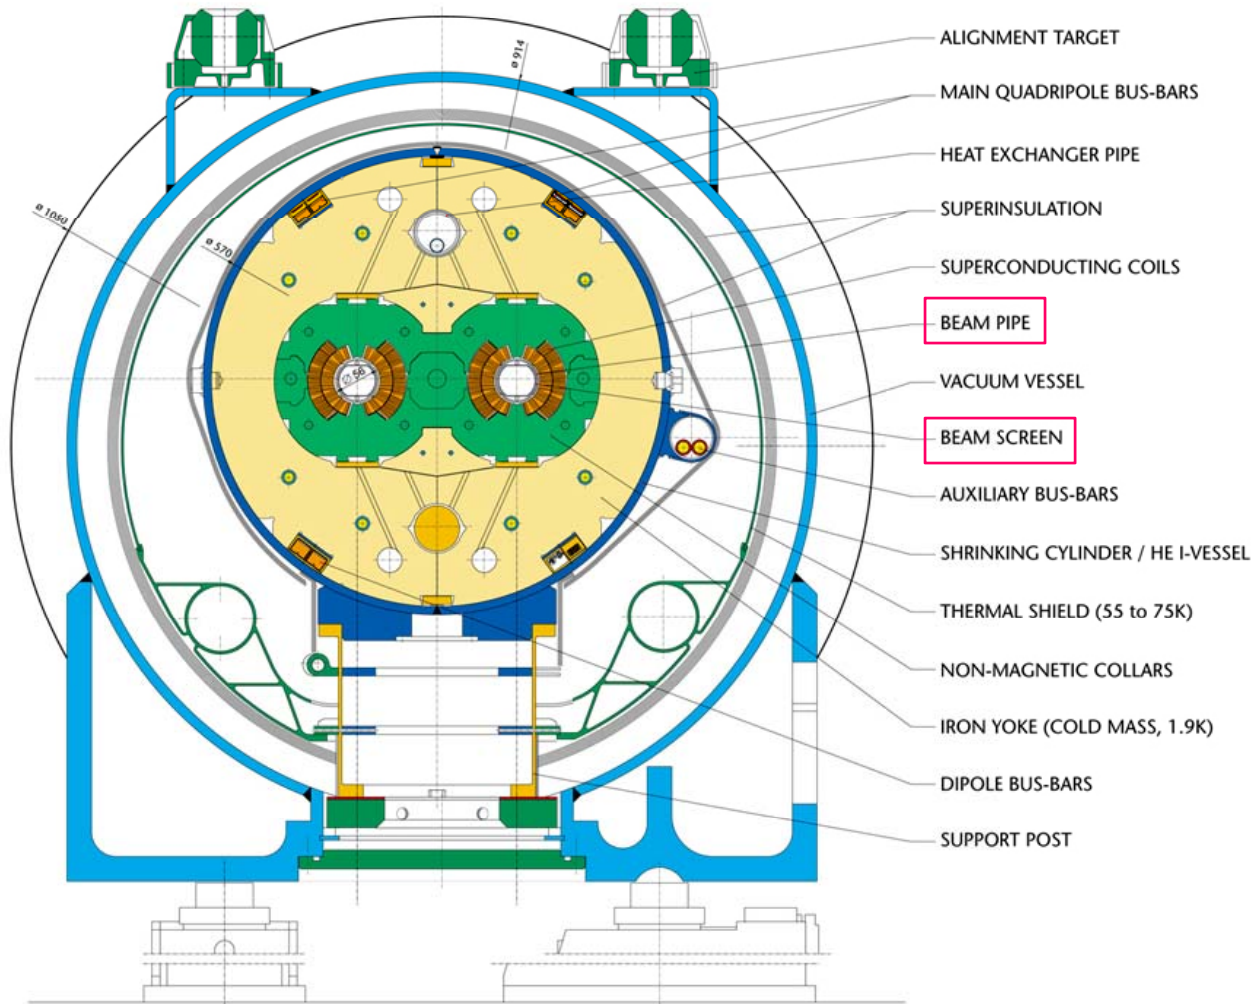 ALIGNMENT TARGET
MAIN QUADRIPOLE BUS-BARS
HEAT EXCHANGER PIPE
SUPERINSULATION
SUPERCONDUCTING COILS
BEAM PIPE
VACUUM VESSEL
BEAM SCREEN
AUXILIARY BUS-BARS
SHRINKING CYLINDER / HE I-VESSEL
THERMAL SHIELD (55 to 75K)
NON-MAGNETIC COLLARS
IRON YOKE (COLD MASS, 1.9K)
DIPOLE BUS-BARS
SUPPORT POST
ø 914
ø 1080
ø 570
ø 56